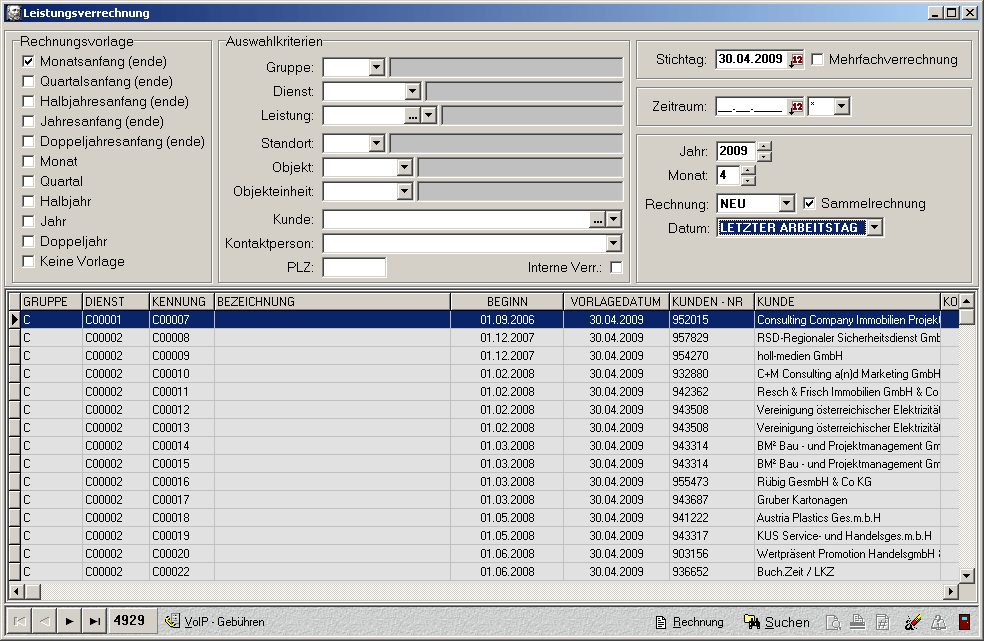 Leistungsverrechnung
Rechnungsvorlage
Monatsanfang (ende)
Quartalsanfang (ende)
Halbjahresanfang (ende)
Jahresanfang (ende)
Doppeljahresanfang (ende)
Monat
Quartal
Halbjahr
Jahr
Doppeljahr
Keine Vorlage
Auswahlkriterien
Gruppe:
Dienst:
Leistung: ...
Standort:
Objekt:
Objekteinheit:
Kunde: ...
Kontaktperson:
PLZ: Interne Verr.:
Stichtag: 30.04.2009 12 Mehrfachverrechnung
Zeitraum: __.__.____ 12 *
Jahr: 2009
Monat: 4
Rechnung: NEU Sammelrechnung
Datum: LETZTER ARBEITSTAG
GRUPPE DIENST KENNUNG BEZEICHNUNG BEGINN VORLAGEDATUM KUNDEN - NR KUNDE KO
C C00001 C00007 01.09.2006 30.04.2009 952015 Consulting Company Immobilien Projekt
C C00002 C00008 01.12.2007 30.04.2009 957829 RSD-Regionaler Sicherheitsdienst Gmb
C C00002 C00009 01.12.2007 30.04.2009 954270 holl-medien GmbH
C C00002 C00010 01.02.2008 30.04.2009 932880 C+M Consulting a(n)d Marketing GmbH
C C00002 C00011 01.02.2008 30.04.2009 942362 Resch & Frisch Immobilien GmbH & Co
C C00002 C00012 01.02.2008 30.04.2009 943508 Vereinigung österreichischer Elektrizitä
C C00002 C00013 01.02.2008 30.04.2009 943508 Vereinigung österreichischer Elektrizitä
C C00002 C00014 01.03.2008 30.04.2009 943314 BM² Bau - und Projektmanagement Gm
C C00002 C00015 01.03.2008 30.04.2009 943314 BM² Bau - und Projektmanagement Gm
C C00002 C00016 01.03.2008 30.04.2009 955473 Rübig GesmbH & Co KG
C C00002 C00017 01.03.2008 30.04.2009 943687 Gruber Kartonagen
C C00002 C00018 01.05.2008 30.04.2009 941222 Austria Plastics Ges.m.b.H
C C00002 C00019 01.05.2008 30.04.2009 943317 KUS Service- und Handelsges.m.b.H
C C00002 C00020 01.06.2008 30.04.2009 903156 Wertpräsent Promotion HandelsgmbH &
C C00002 C00022 01.06.2008 30.04.2009 936652 Buch.Zeit / LKZ
4929 VoIP - Gebühren Rechnung Suchen